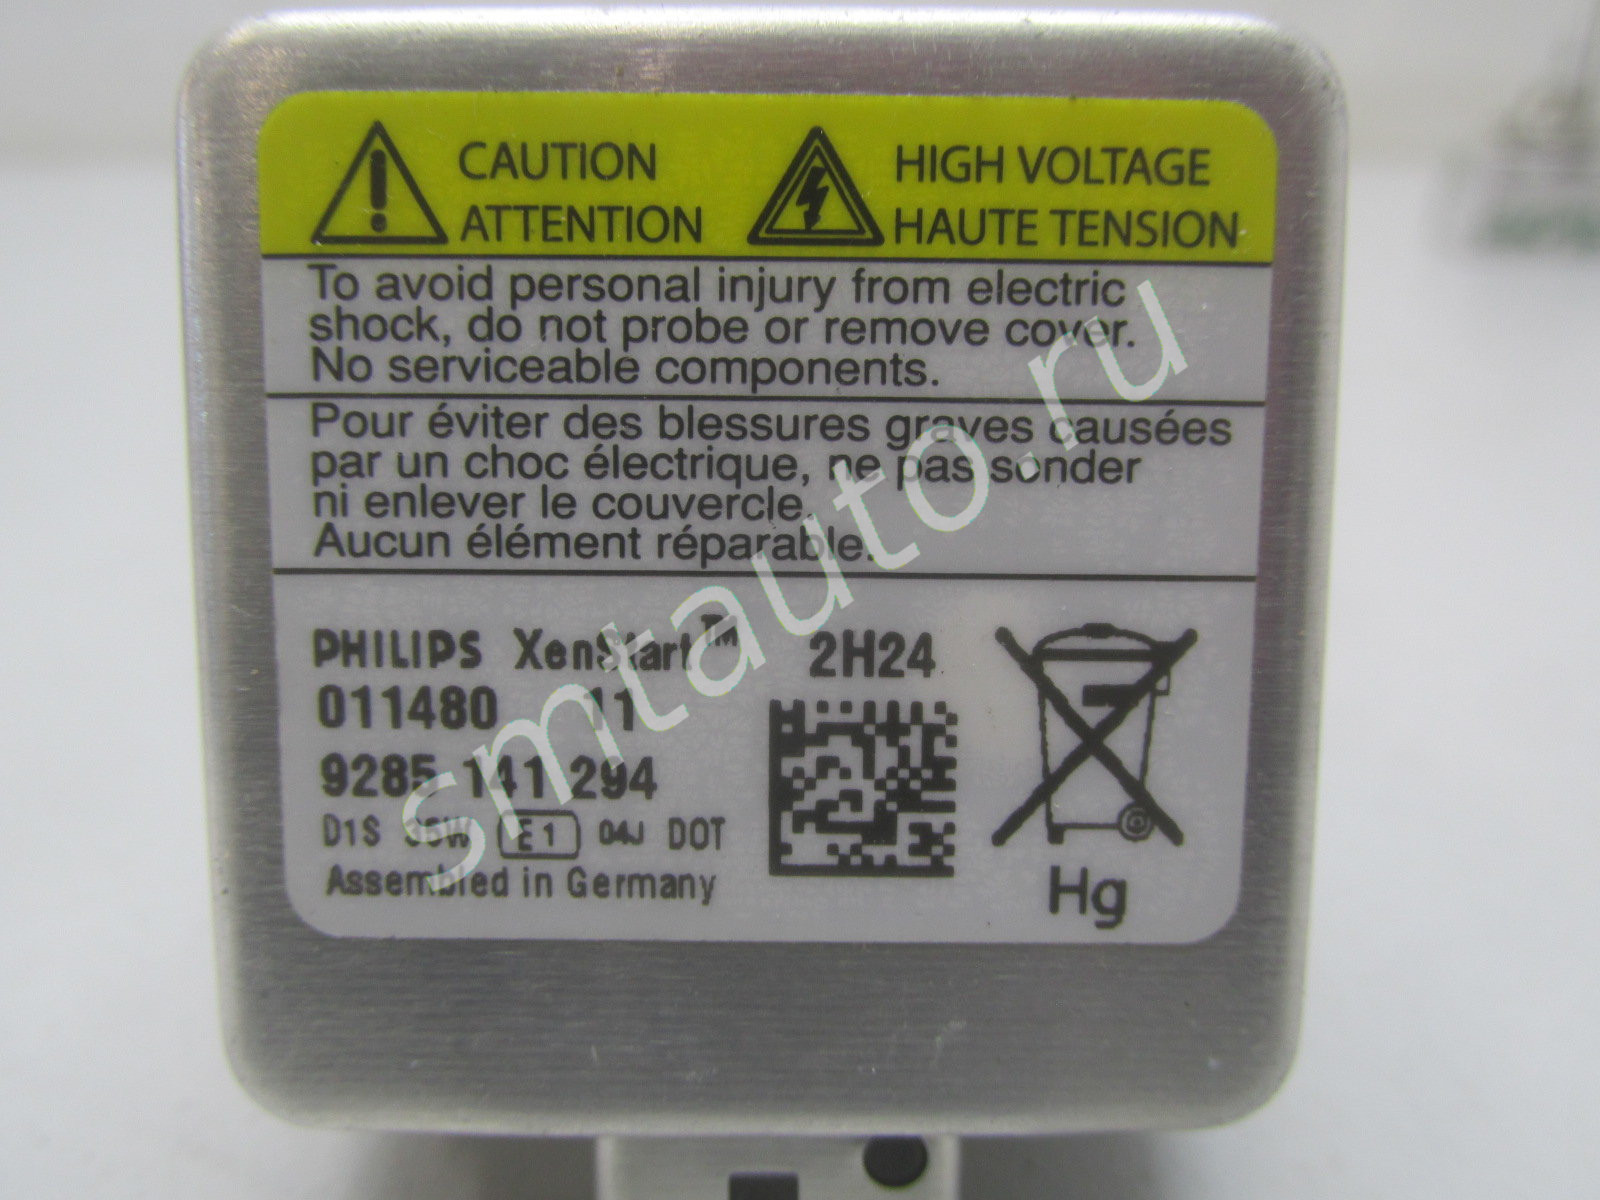 CAUTION
ATTENTION
HIGH VOLTAGE
HAUTE TENSION
To avoid personal injury from electric
shock, do not probe or remove cover.
No serviceable components.
Pour éviter des blessures graves causées
par un choc électrique, ne pas sonder
ni enlever le couvercle.
Aucun élément réparable.
PHILIPS XenStart™
011480 11
9285 141 294
D1S 35W E1 04J DOT
Assembled in Germany
2H24
Hg
smtauto.ru